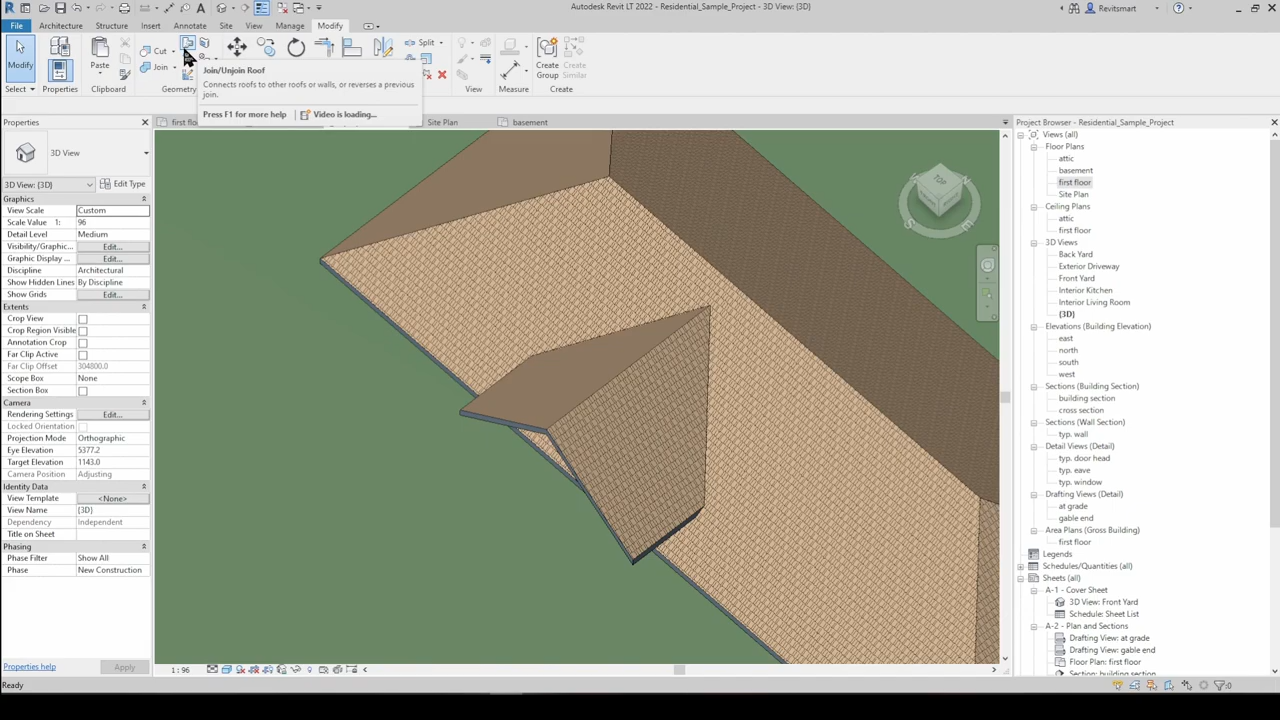 Autodesk Revit LT 2022 - Residential_Sample_Project - 3D View: {3D}
Revitsmart
File Architecture Structure Insert Annotate Site View Manage Modify
Modify
Select
Properties
Paste
Clipboard
Cut
Join
Geometry
Split
View
Measure
Create Group
Create Similar
Create
Join/Unjoin Roof
Connects roofs to other roofs or walls, or reverses a previous
join.
Press F1 for more help
Video is loading...
first flo
Site Plan
basement
Properties
3D View
3D View: {3D}
Edit Type
Graphics
View Scale Custom
Scale Value 1: 96
Detail Level Medium
Visibility/Graphic... Edit...
Graphic Display ... Edit...
Discipline Architectural
Show Hidden Lines By Discipline
Show Grids Edit...
Extents
Crop View
Crop Region Visible
Annotation Crop
Far Clip Active
Far Clip Offset 304800.0
Scope Box None
Section Box
Camera
Rendering Settings Edit...
Locked Orientation
Projection Mode Orthographic
Eye Elevation 5377.2
Target Elevation 1143.0
Camera Position Adjusting
Identity Data
View Template <None>
View Name {3D}
Dependency Independent
Title on Sheet
Phasing
Phase Filter Show All
Phase New Construction
Properties help
Apply
TOP
S
E
1 : 96
Ready
:0
Project Browser - Residential_Sample_Project
Views (all)
Floor Plans
attic
basement
first floor
Site Plan
Ceiling Plans
attic
first floor
3D Views
Back Yard
Exterior Driveway
Front Yard
Interior Kitchen
Interior Living Room
{3D}
Elevations (Building Elevation)
east
north
south
west
Sections (Building Section)
building section
cross section
Sections (Wall Section)
typ. wall
Detail Views (Detail)
typ. door head
typ. eave
typ. window
Drafting Views (Detail)
at grade
gable end
Area Plans (Gross Building)
first floor
Legends
Schedules/Quantities (all)
Sheets (all)
A-1 - Cover Sheet
3D View: Front Yard
Schedule: Sheet List
A-2 - Plan and Sections
Drafting View: at grade
Drafting View: gable end
Floor Plan: first floor
Section: building section